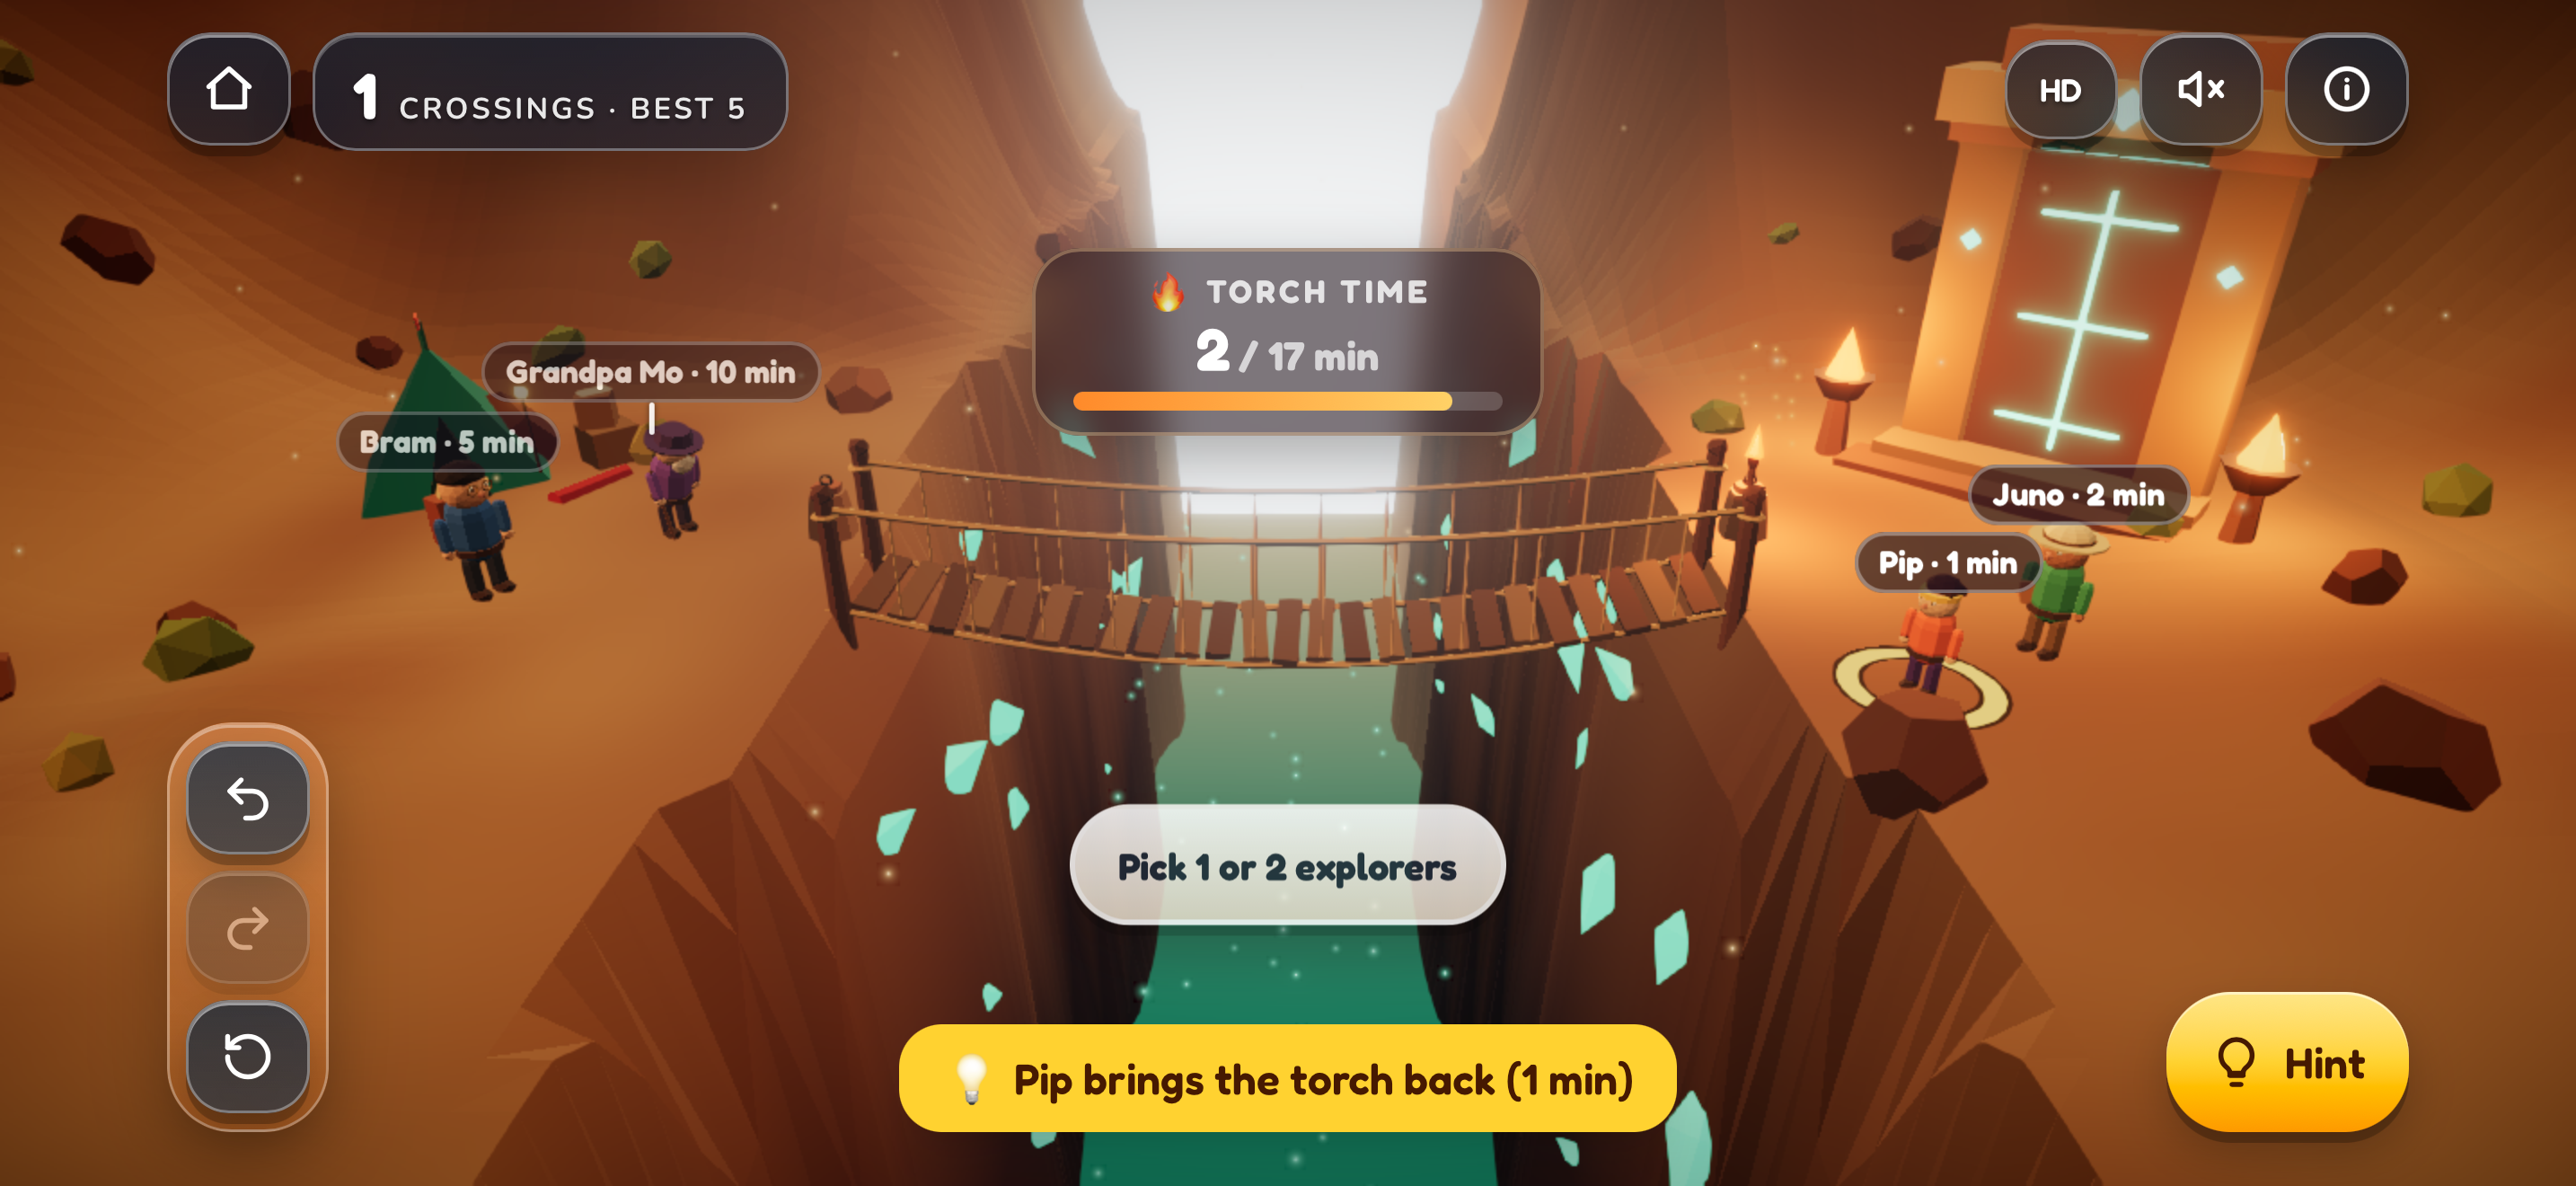 1 CROSSINGS · BEST 5
HD
🔥 TORCH TIME
2 / 17 min
Grandpa Mo · 10 min
Bram · 5 min
Juno · 2 min
Pip · 1 min
Pick 1 or 2 explorers
💡 Pip brings the torch back (1 min)
Hint